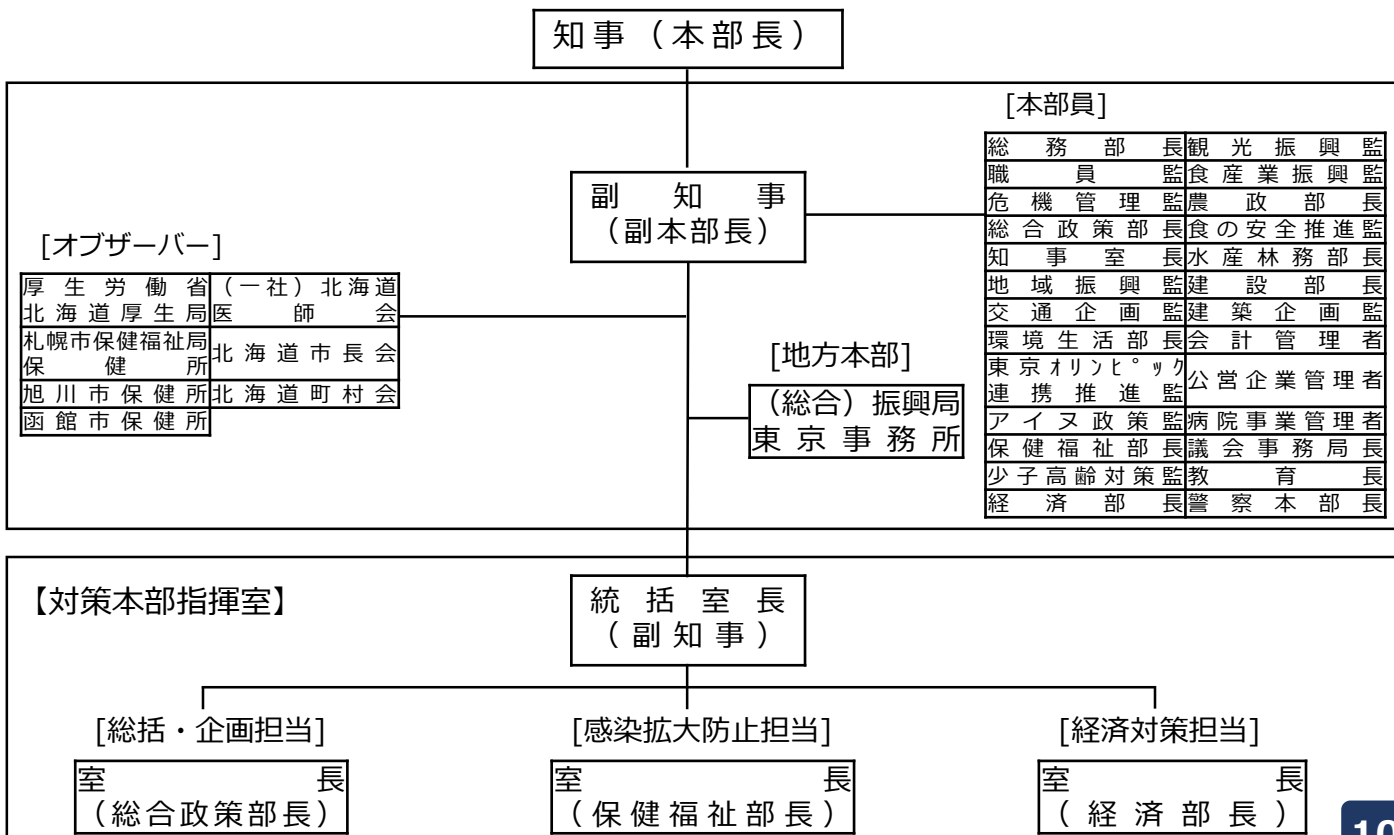 知事（本部長）
[本部員]
総務部長 観光振興監
職員監 食産業振興監
危機管理監 農政部長
総合政策部長 食の安全推進監
知事室長 水産林務部長
地域振興監 建設部長
交通企画監 建築企画監
環境生活部長 会計管理者
東京オリンピック
連携推進監 公営企業管理者
アイヌ政策監 病院事業管理者
保健福祉部長 議会事務局長
少子高齢対策監 教育長
経済部長 警察本部長
副知事
（副本部長）
[オブザーバー]
厚生労働省 （一社）北海道
北海道厚生局 医師会
札幌市保健福祉局
保健所 北海道市長会
旭川市保健所 北海道町村会
函館市保健所
[地方本部]
（総合）振興局
東京事務所
【対策本部指揮室】
統括室長
（副知事）
[総括・企画担当]
室長
（総合政策部長）
[感染拡大防止担当]
室長
（保健福祉部長）
[経済対策担当]
室長
（経済部長）